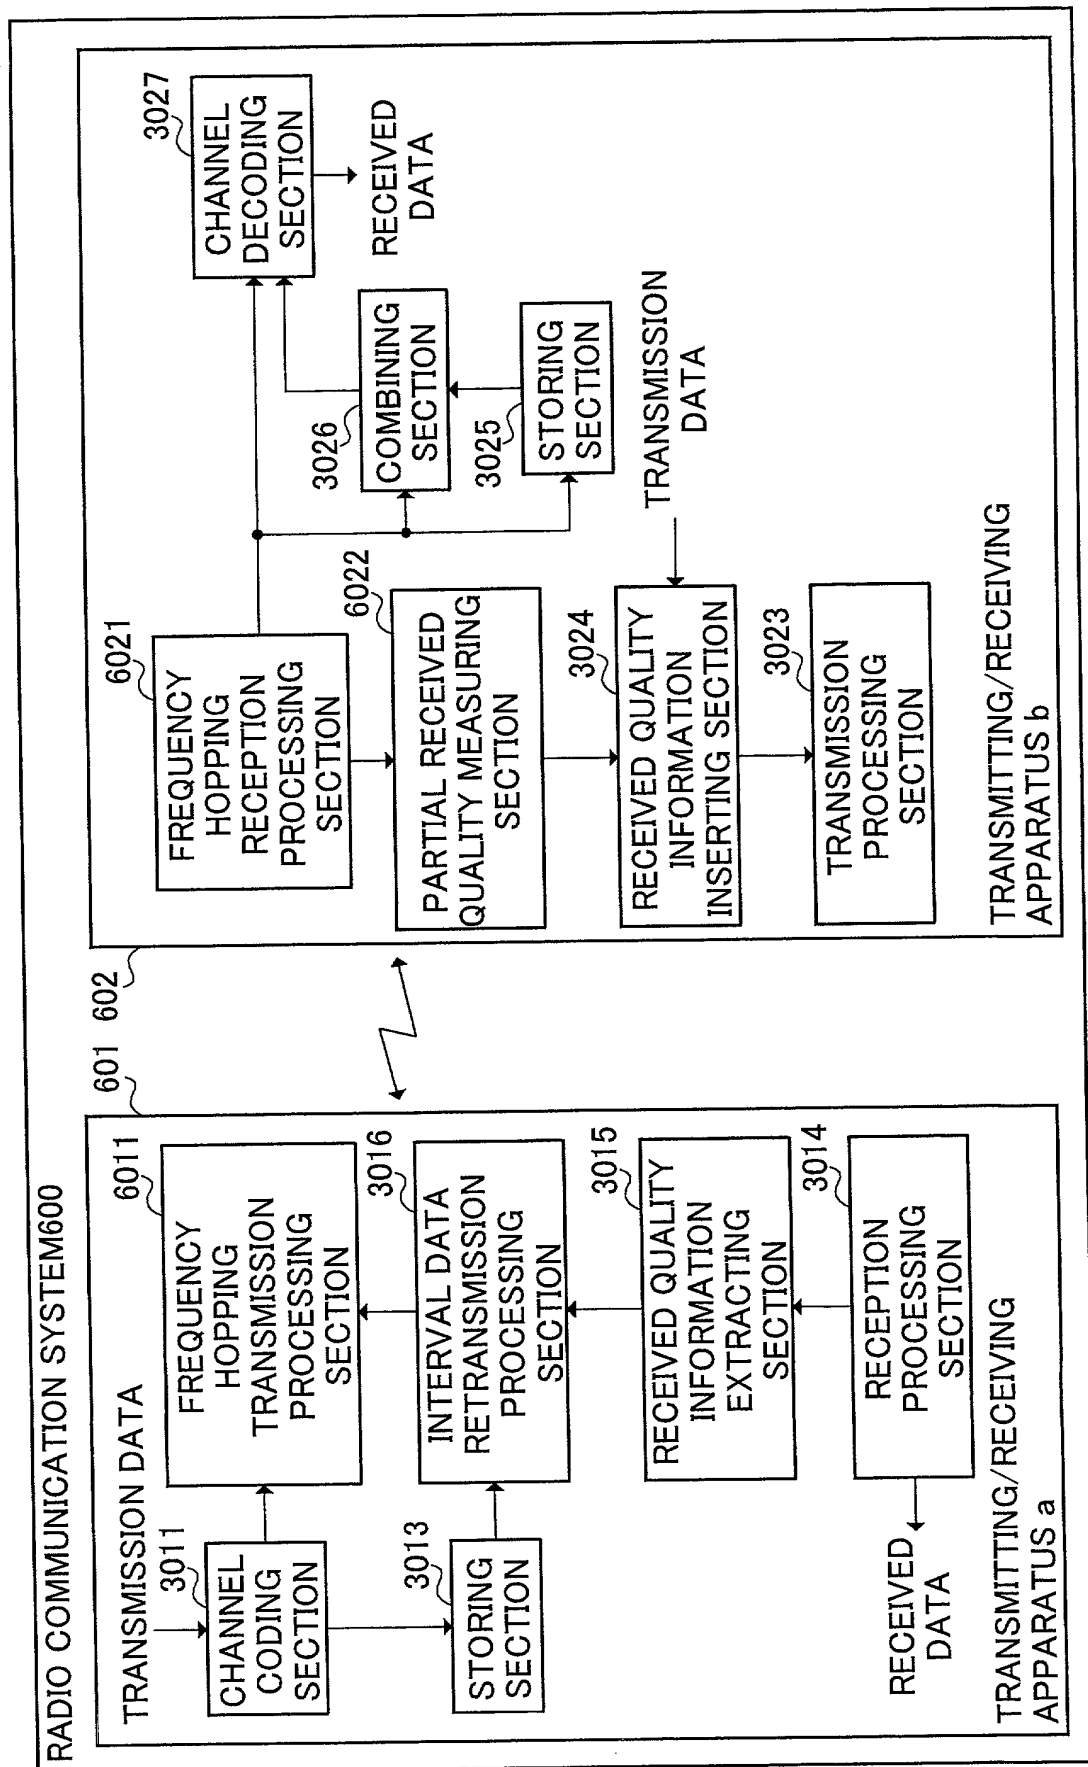 RADIO COMMUNICATION SYSTEM600
601
TRANSMISSION DATA
3011
CHANNEL
CODING
SECTION
6011
FREQUENCY
HOPPING
TRANSMISSION
PROCESSING
SECTION
3013
STORING
SECTION
3016
INTERVAL DATA
RETRANSMISSION
PROCESSING
SECTION
3015
RECEIVED QUALITY
INFORMATION
EXTRACTING
SECTION
3014
RECEPTION
PROCESSING
SECTION
RECEIVED
DATA
TRANSMITTING/RECEIVING
APPARATUS a
602
6021
FREQUENCY
HOPPING
RECEPTION
PROCESSING
SECTION
6022
PARTIAL RECEIVED
QUALITY MEASURING
SECTION
3024
RECEIVED QUALITY
INFORMATION
INSERTING SECTION
3023
TRANSMISSION
PROCESSING
SECTION
3027
CHANNEL
DECODING
SECTION
RECEIVED
DATA
3026
COMBINING
SECTION
3025
STORING
SECTION
TRANSMISSION
DATA
TRANSMITTING/RECEIVING
APPARATUS b